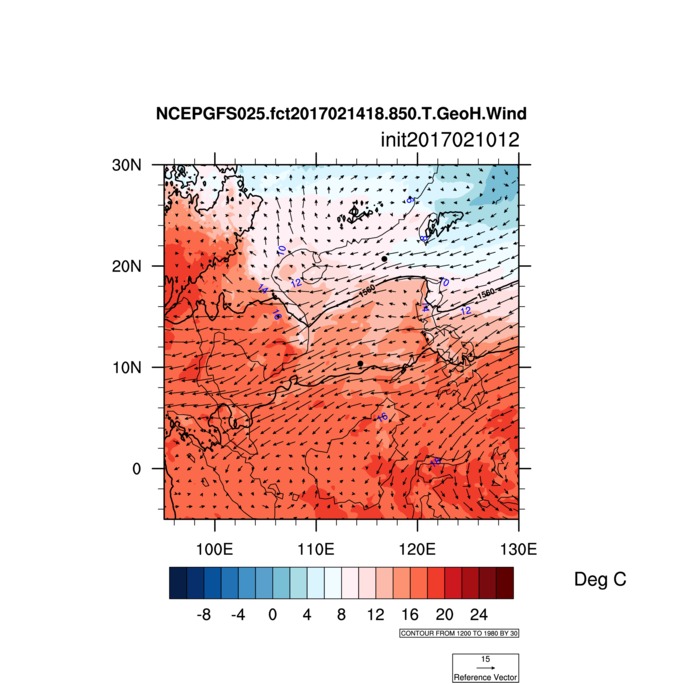 NCEPGFS025.fct2017021418.850.T.GeoH.Wind
init2017021012
30N
20N
10N
0
100E
110E
120E
130E
10
12
14
16
1560
1560
10
12
16
-8
-4
0
4
8
12
16
20
24
Deg C
CONTOUR FROM 1200 TO 1980 BY 30
15
Reference Vector